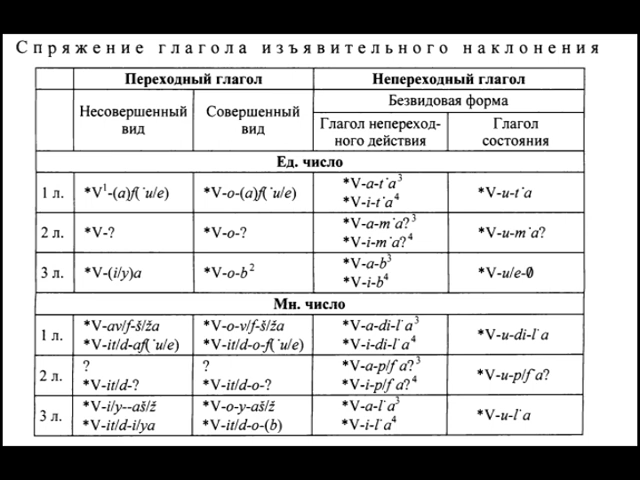 Спряжение глагола изъявительного наклонения
Переходный глагол Непереходный глагол
Несовершенный вид Совершенный вид Безвидовая форма
Глагол непереход-ного действия Глагол состояния
Ед. число
1 л. *V¹-(a)f(˙u/e) *V-o-(a)f(˙u/e) *V-a-t˙a³ *V-u-t˙a
*V-i-t˙a⁴
2 л. *V-? *V-o-? *V-a-m˙a?³ *V-u-m˙a?
*V-i-m˙a?⁴
3 л. *V-(i/y)a *V-o-b² *V-a-b³ *V-u/e-0
*V-i-b⁴
Мн. число
1 л. *V-av/f-š/ža *V-o-v/f-š/ža *V-a-di-l˙a³ *V-u-di-l˙a
*V-it/d-af(˙u/e) *V-it/d-o-f(˙u/e) *V-i-di-l˙a⁴
2 л. ? ? *V-a-p/f˙a?³ *V-u-p/f˙a?
*V-it/d-? *V-it/d-o-? *V-i-p/f˙a?⁴
3 л. *V-i/y--aš/ž *V-o-y-aš/ž *V-a-l˙a³ *V-u-l˙a
*V-it/d-i/ya *V-it/d-o-(b) *V-i-l˙a⁴